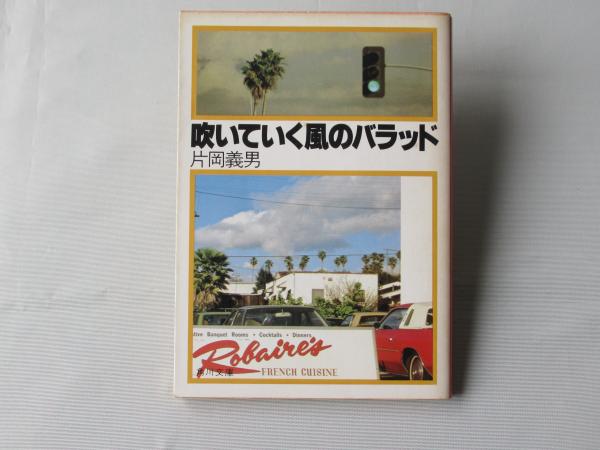 吹いていく風のバラッド
片岡義男
tive Banquet Rooms • Cocktails • Dinners
Robaire's
FRENCH CUISINE
角川文庫